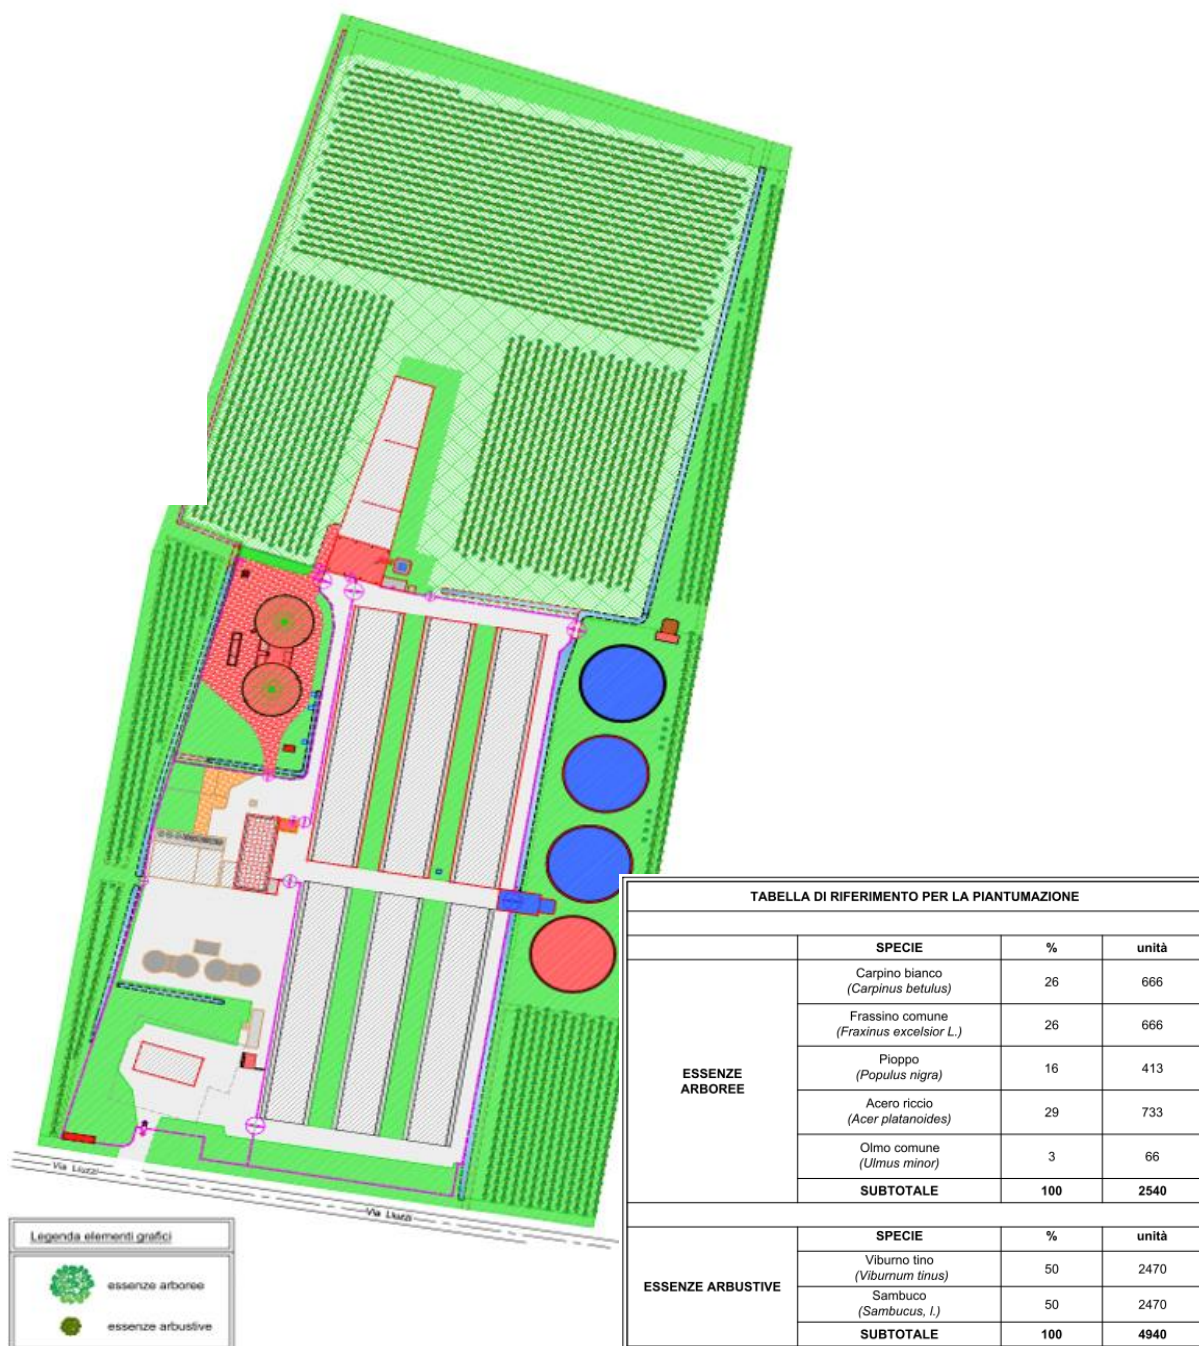 TABELLA DI RIFERIMENTO PER LA PIANTUMAZIONE
SPECIE % unità
ESSENZE ARBOREE
Carpino bianco
(Carpinus betulus)
26 666
Frassino comune
(Fraxinus excelsior L.)
26 666
Pioppo
(Populus nigra)
16 413
Acero riccio
(Acer platanoides)
29 733
Olmo comune
(Ulmus minor)
3 66
SUBTOTALE 100 2540
SPECIE % unità
ESSENZE ARBUSTIVE
Viburno tino
(Viburnum tinus)
50 2470
Sambuco
(Sambucus, l.)
50 2470
SUBTOTALE 100 4940
Via Liuzzi
Via Liuzzi
Legenda elementi grafici
essenze arboree
essenze arbustive